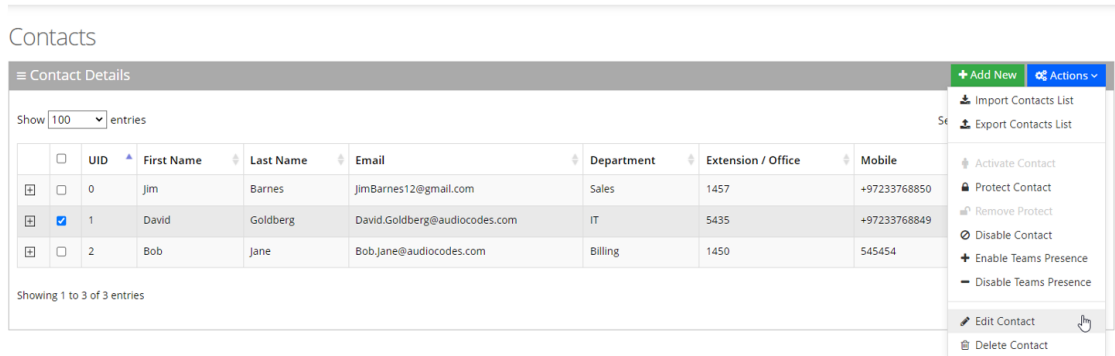 Contacts
Contact Details
Add New
Actions
Import Contacts List
Export Contacts List
Activate Contact
Protect Contact
Remove Protect
Disable Contact
Enable Teams Presence
Disable Teams Presence
Edit Contact
Delete Contact
Show 100 entries
UID First Name Last Name Email Department Extension / Office Mobile
0 Jim Barnes JimBarnes12@gmail.com Sales 1457 +97233768850
1 David Goldberg David.Goldberg@audiocodes.com IT 5435 +97233768849
2 Bob Jane Bob.Jane@audiocodes.com Billing 1450 545454
Showing 1 to 3 of 3 entries